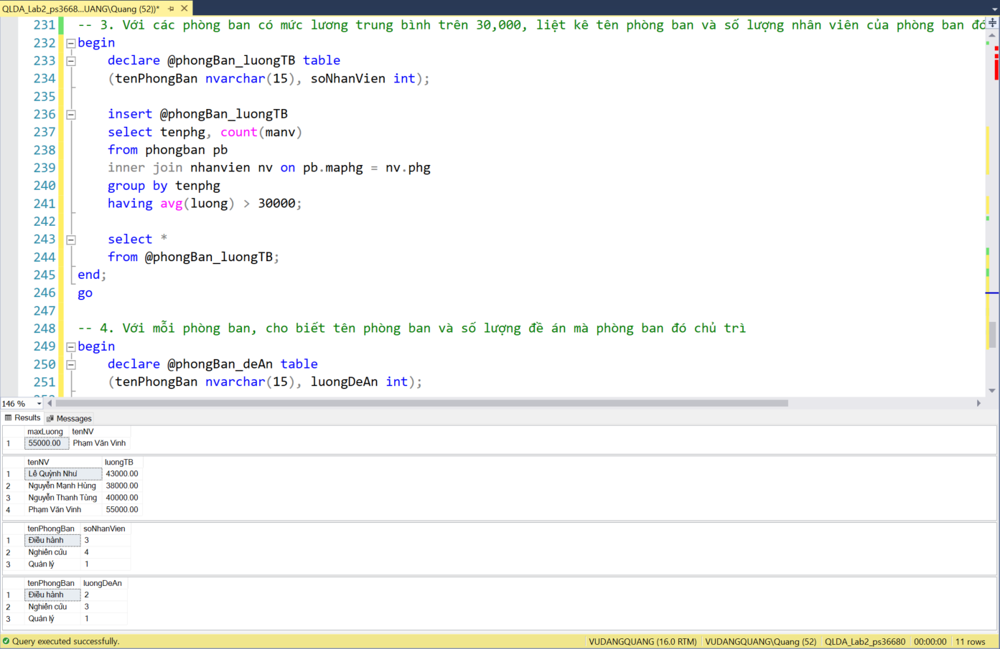 QLDA_Lab2_ps3668...UANG\Quang (52))*
231 -- 3. Với các phòng ban có mức lương trung bình trên 30,000, liệt kê tên phòng ban và số lượng nhân viên của phòng ban đó
232 begin
233 declare @phongBan_luongTB table
234 (tenPhongBan nvarchar(15), soNhanVien int);
235
236 insert @phongBan_luongTB
237 select tenphg, count(manv)
238 from phongban pb
239 inner join nhanvien nv on pb.maphg = nv.phg
240 group by tenphg
241 having avg(luong) > 30000;
242
243 select *
244 from @phongBan_luongTB;
245 end;
246 go
247
248 -- 4. Với mỗi phòng ban, cho biết tên phòng ban và số lượng đề án mà phòng ban đó chủ trì
249 begin
250 declare @phongBan_deAn table
251 (tenPhongBan nvarchar(15), luongDeAn int);
146 %
Results Messages
maxLuong tenNV
1 55000.00 Phạm Văn Vinh
tenNV luongTB
1 Lê Quỳnh Như 43000.00
2 Nguyễn Mạnh Hùng 38000.00
3 Nguyễn Thanh Tùng 40000.00
4 Phạm Văn Vinh 55000.00
tenPhongBan soNhanVien
1 Điều hành 3
2 Nghiên cứu 4
3 Quản lý 1
tenPhongBan luongDeAn
1 Điều hành 2
2 Nghiên cứu 3
3 Quản lý 1
Query executed successfully. VUDANGQUANG (16.0 RTM) VUDANGQUANG\Quang (52) QLDA_Lab2_ps36680 00:00:00 11 rows